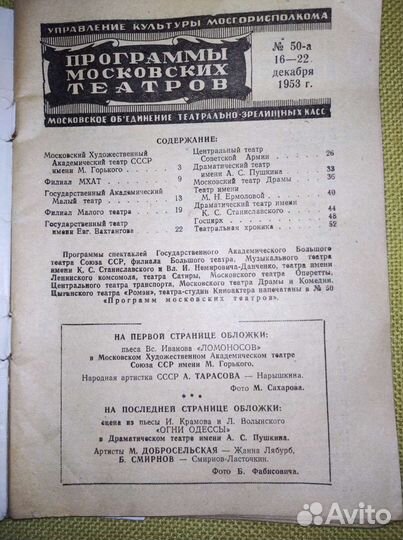 УПРАВЛЕНИЕ КУЛЬТУРЫ МОСГОРИСПОЛКОМА
ПРОГРАММЫ
МОСКОВСКИХ
ТЕАТРОВ
№ 50-а
16—22
декабря
1953 г.
МОСКОВСКОЕ ОБ'ЕДИНЕНИЕ ТЕАТРАЛЬНО-ЗРЕЛИЩНЫХ КАСС
СОДЕРЖАНИЕ:
Московский Художественный
Академический театр СССР
имени М. Горького 3
Филиал МХАТ 9
Государственный Академический
Малый театр 13
Филиал Малого театра 19
Государственный театр
имени Евг. Вахтангова 22
Центральный театр
Советской Армии 26
Драматический театр
имени А. С. Пушкина 33
Московский театр Драмы 36
Театр имени
М. Н. Ермоловой 40
Драматический театр имени
К. С. Станиславского 44
Госцирк 48
Театральная хроника 52
Программы спектаклей Государственного Академического Большого
театра Союза ССР, филиала Большого театра, Музыкального театра
имени К. С. Станиславского и Вл. И. Немировича-Данченко, театра имени
Ленинского комсомола, театра Сатиры, Московского театра Оперетты,
Центрального театра транспорта, Московского театра Драмы и Комедии,
Цыганского театра «Ромэн», театра-студии Киноактера напечатаны в № 50
«Программ московских театров».
НА ПЕРВОЙ СТРАНИЦЕ ОБЛОЖКИ:
пьеса Вс. Иванова «ЛОМОНОСОВ»
в Московском Художественном Академическом театре
Союза ССР имени М. Горького.
Народная артистка СССР А. ТАРАСОВА — Нарышкина.
Фото М. Сахарова.
* * *
НА ПОСЛЕДНЕЙ СТРАНИЦЕ ОБЛОЖКИ:
сцена из пьесы И. Крамова и Л. Волынского
«ОГНИ ОДЕССЫ»
в Драматическом театре имени А. С. Пушкина.
Артисты М. ДОБРОСЕЛЬСКАЯ — Жанна Лябурб,
Б. СМИРНОВ — Смирнов-Ласточкин.
Фото Б. Фабисовича.
Avito